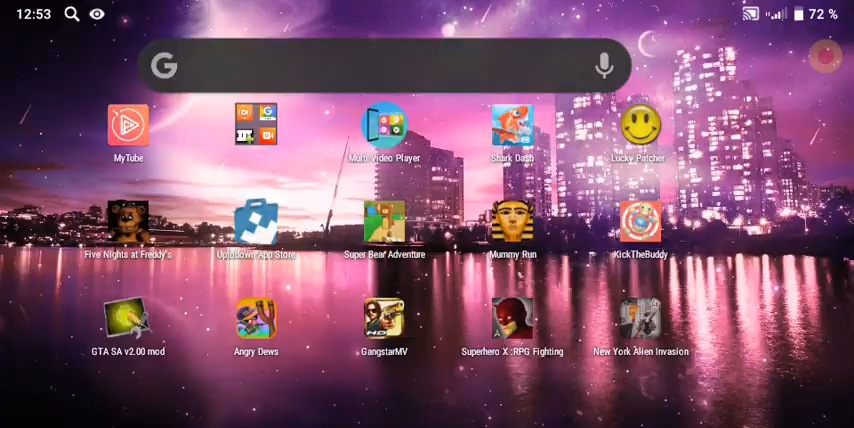 12:53
72 %
MyTube
Multi Video Player
Shark Dash
Lucky Patcher
Five Nights at Freddy's
Uptodown App Store
Super Bear Adventure
Mummy Run
KickTheBuddy
GTA SA v2.00 mod
Angry Dews
GangstarMV
Superhero X :RPG Fighting
New York Alien Invasion